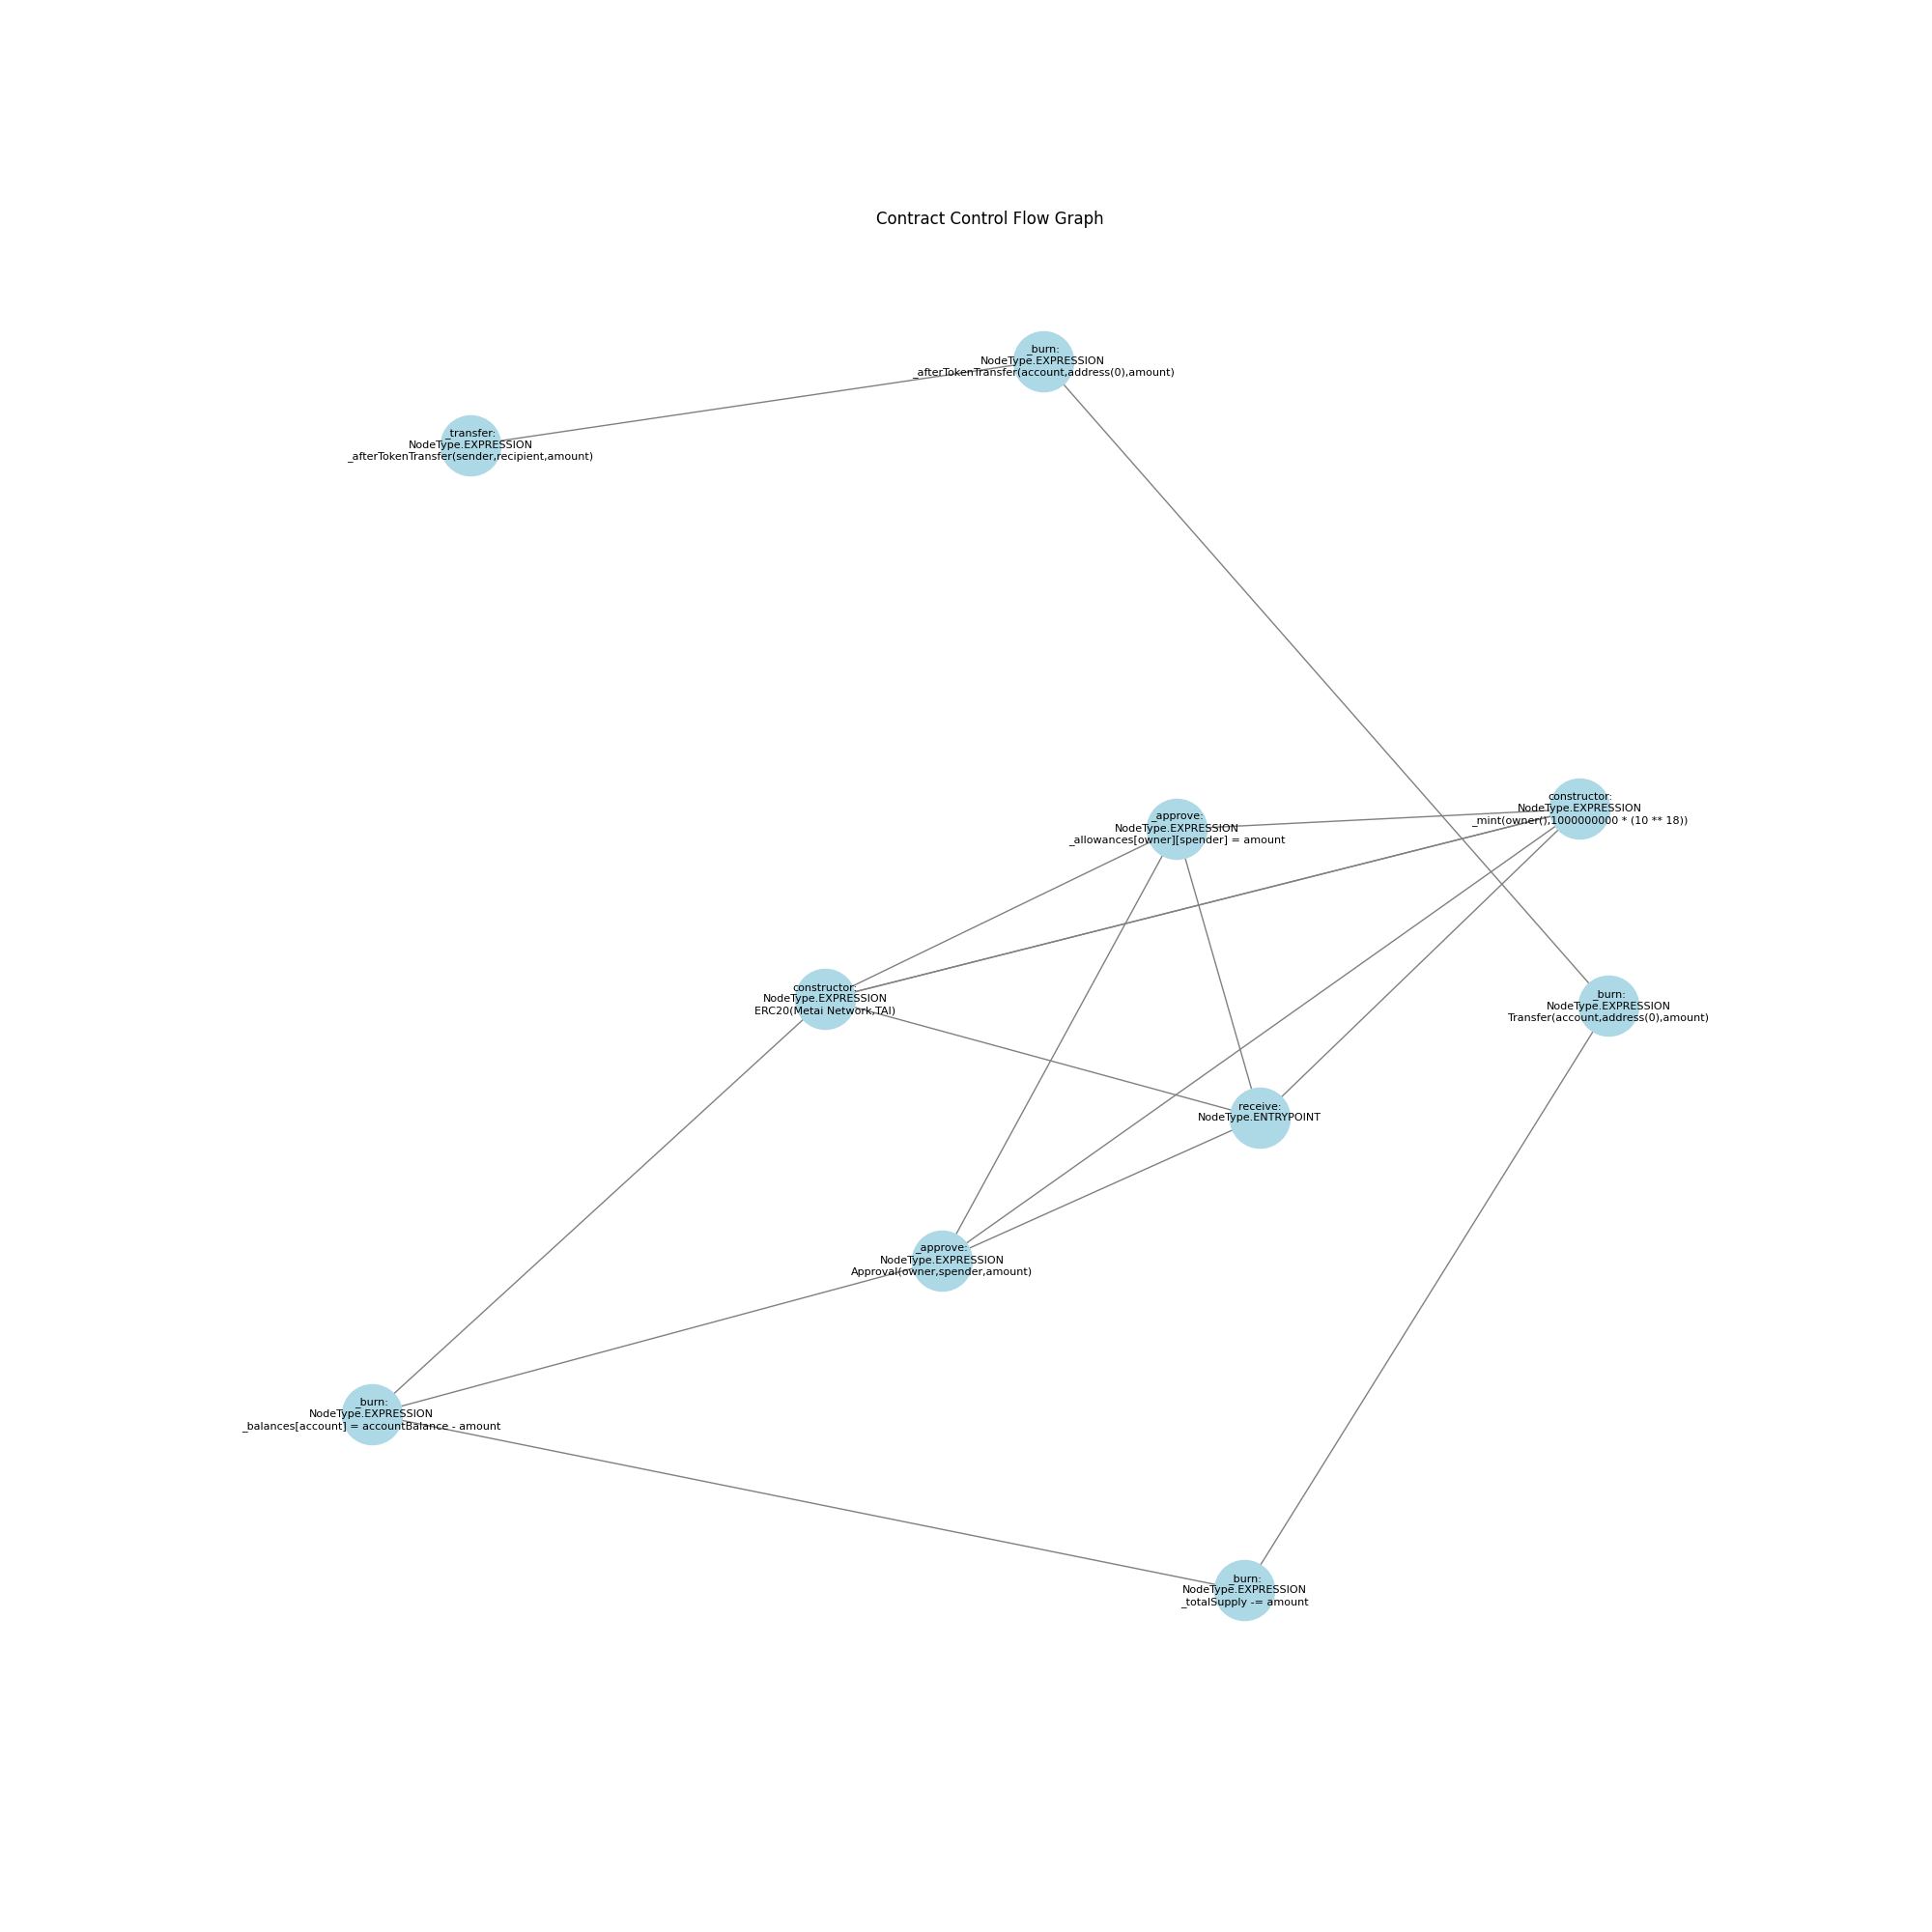 Contract Control Flow Graph
_burn:
NodeType.EXPRESSION
_afterTokenTransfer(account,address(0),amount)
_transfer:
NodeType.EXPRESSION
_afterTokenTransfer(sender,recipient,amount)
constructor:
NodeType.EXPRESSION
_mint(owner(),1000000000 * (10 ** 18))
_approve:
NodeType.EXPRESSION
_allowances[owner][spender] = amount
constructor:
NodeType.EXPRESSION
ERC20(Metai Network,TAI)
_burn:
NodeType.EXPRESSION
Transfer(account,address(0),amount)
receive:
NodeType.ENTRYPOINT
_approve:
NodeType.EXPRESSION
Approval(owner,spender,amount)
_burn:
NodeType.EXPRESSION
_balances[account] = accountBalance - amount
_burn:
NodeType.EXPRESSION
_totalSupply -= amount